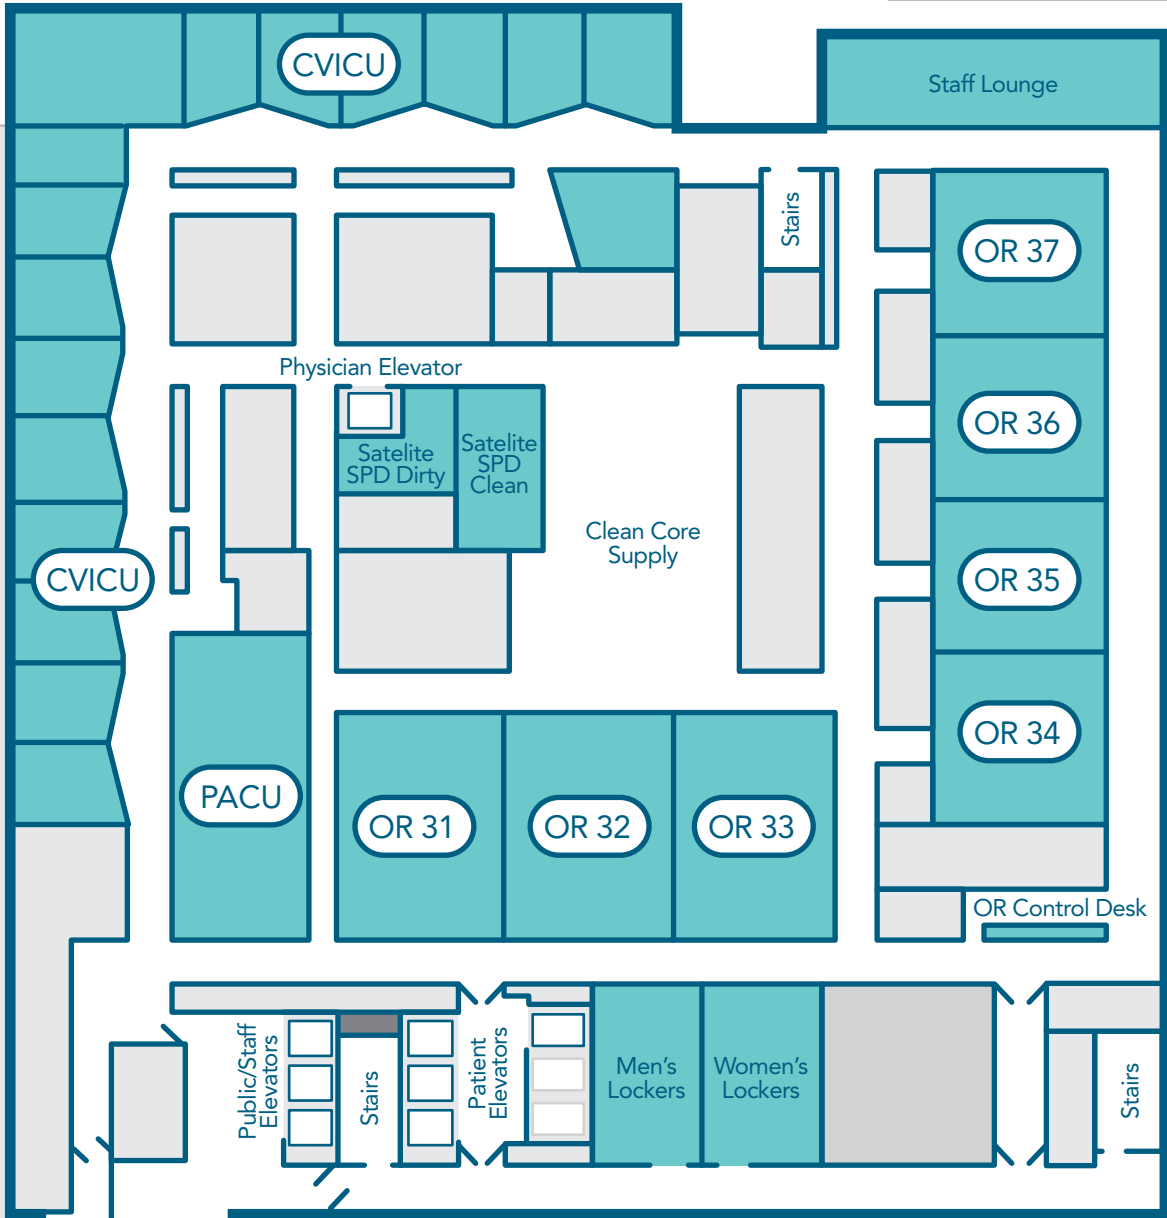 CVICU
Staff Lounge
Stairs
OR 37
Physician Elevator
OR 36
Satelite
SPD Dirty
Satelite
SPD
Clean
Clean Core
Supply
CVICU
OR 35
OR 34
PACU
OR 31
OR 32
OR 33
OR Control Desk
Public/Staff
Elevators
Stairs
Patient
Elevators
Men's
Lockers
Women's
Lockers
Stairs